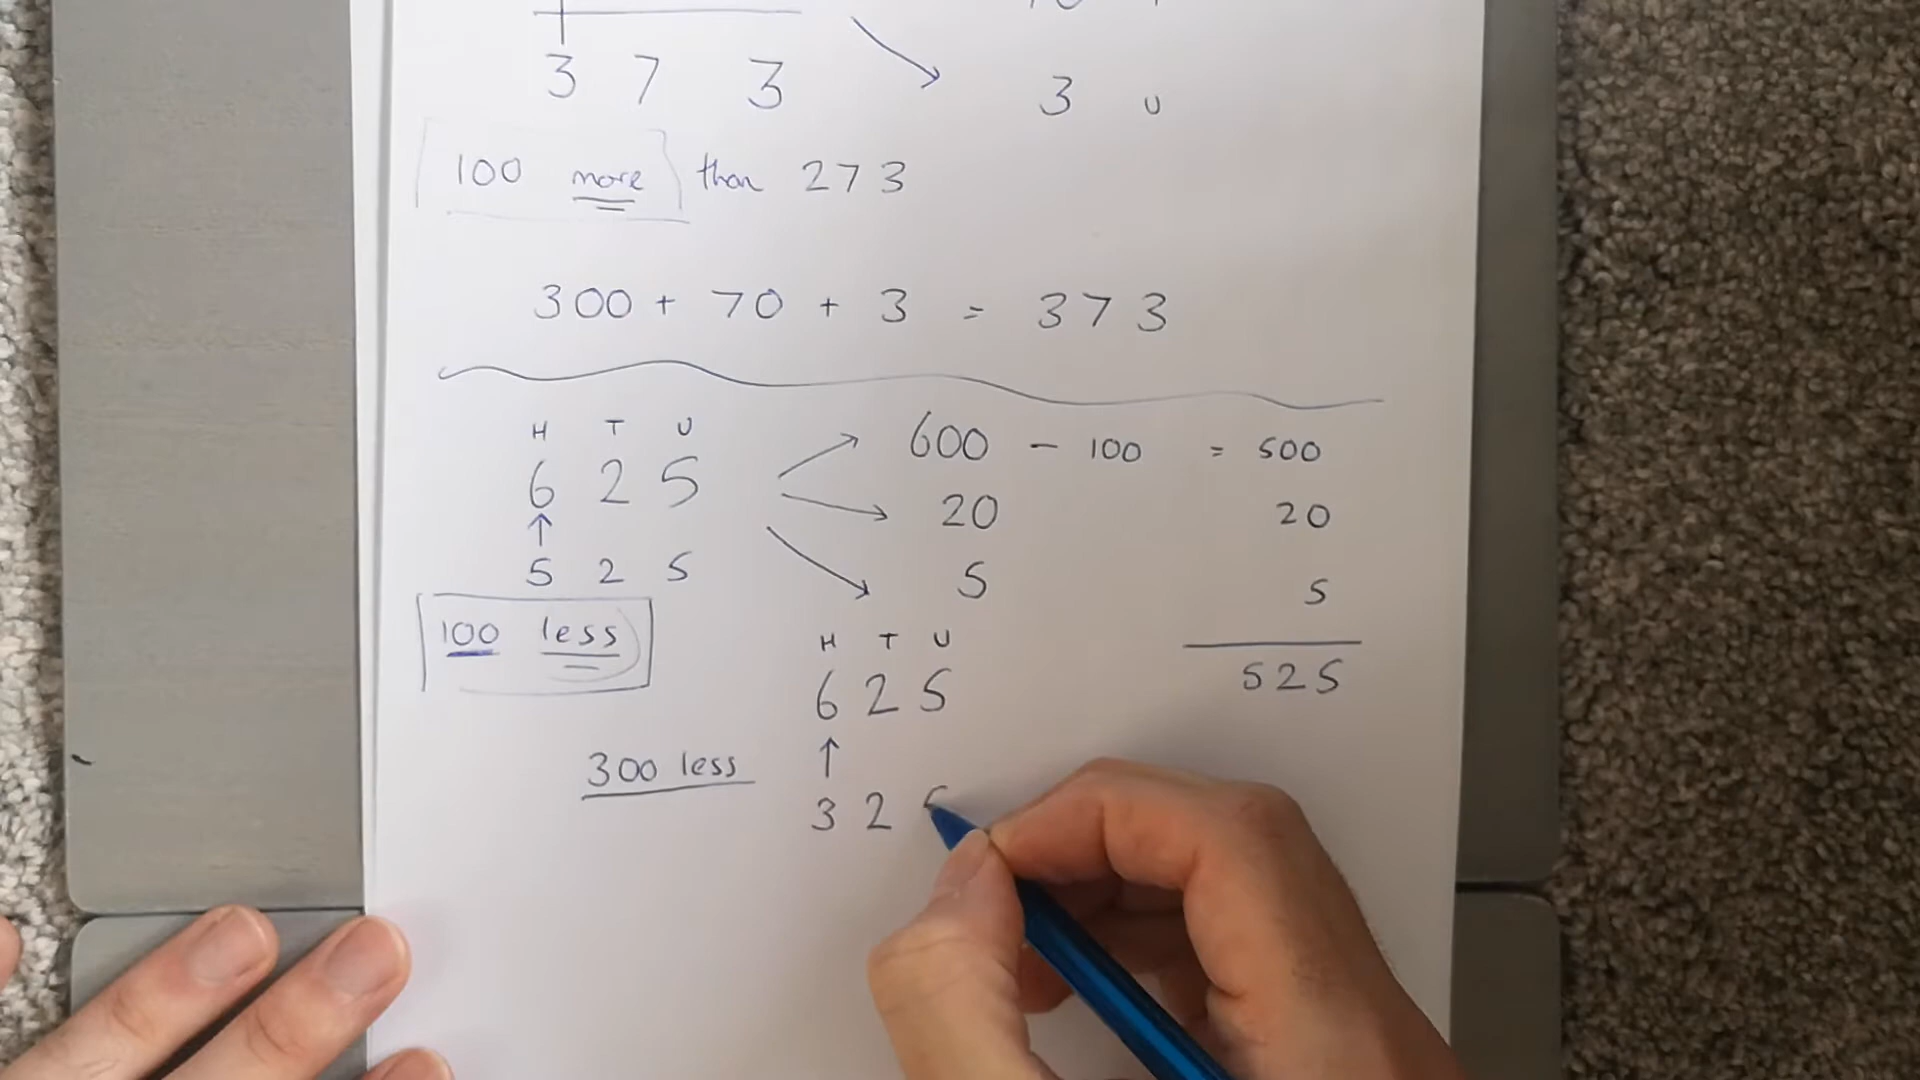 3 7 3
3 U
100 more than 273
300 + 70 + 3 = 373
H T U
6 2 5
5 2 5
100 less
600 - 100 = 500
20 20
5 5
525
H T U
6 2 5
300 less
3 2 5